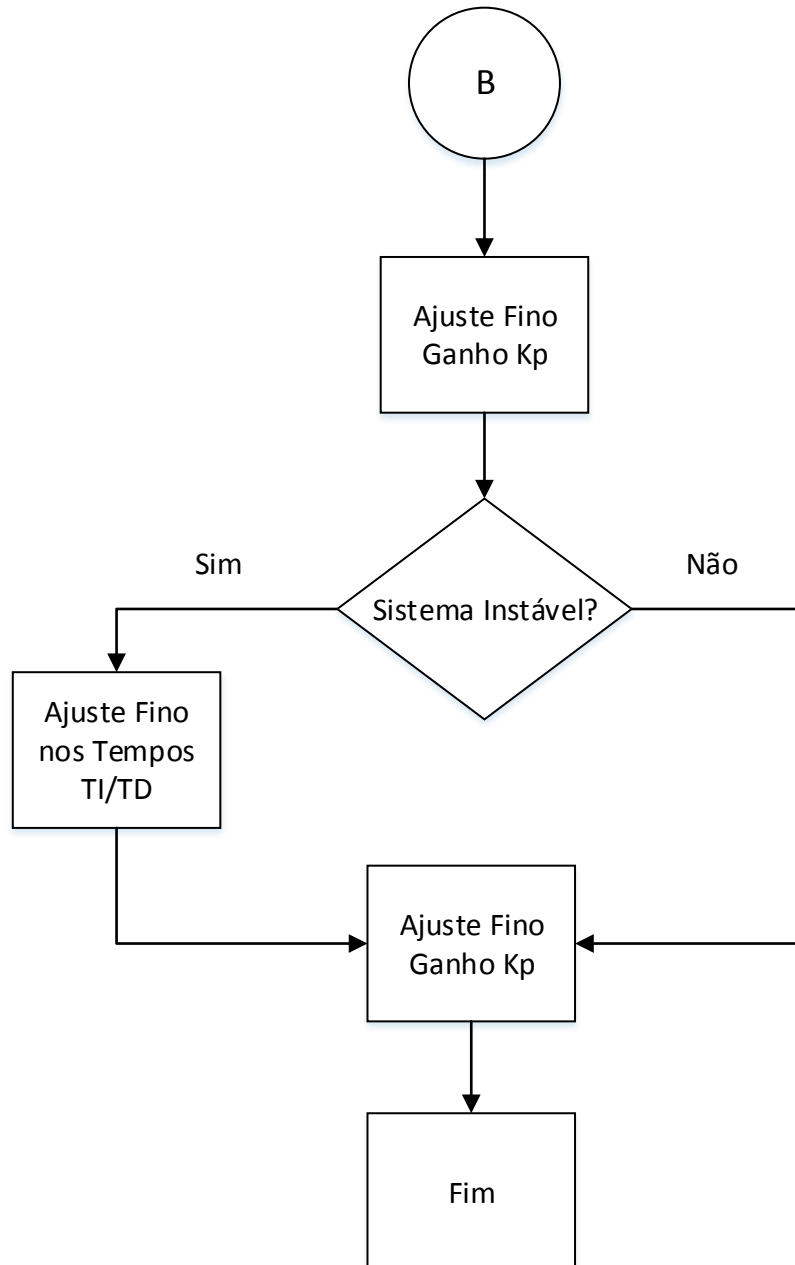 B
Ajuste Fino
Ganho Kp
Sim
Não
Sistema Instável?
Ajuste Fino
nos Tempos
TI/TD
Ajuste Fino
Ganho Kp
Fim